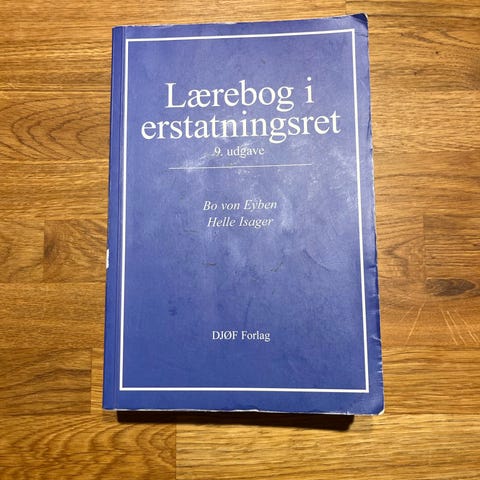 Lærebog i
erstatningsret
9. udgave
Bo von Eyben
Helle Isager
DJØF Forlag